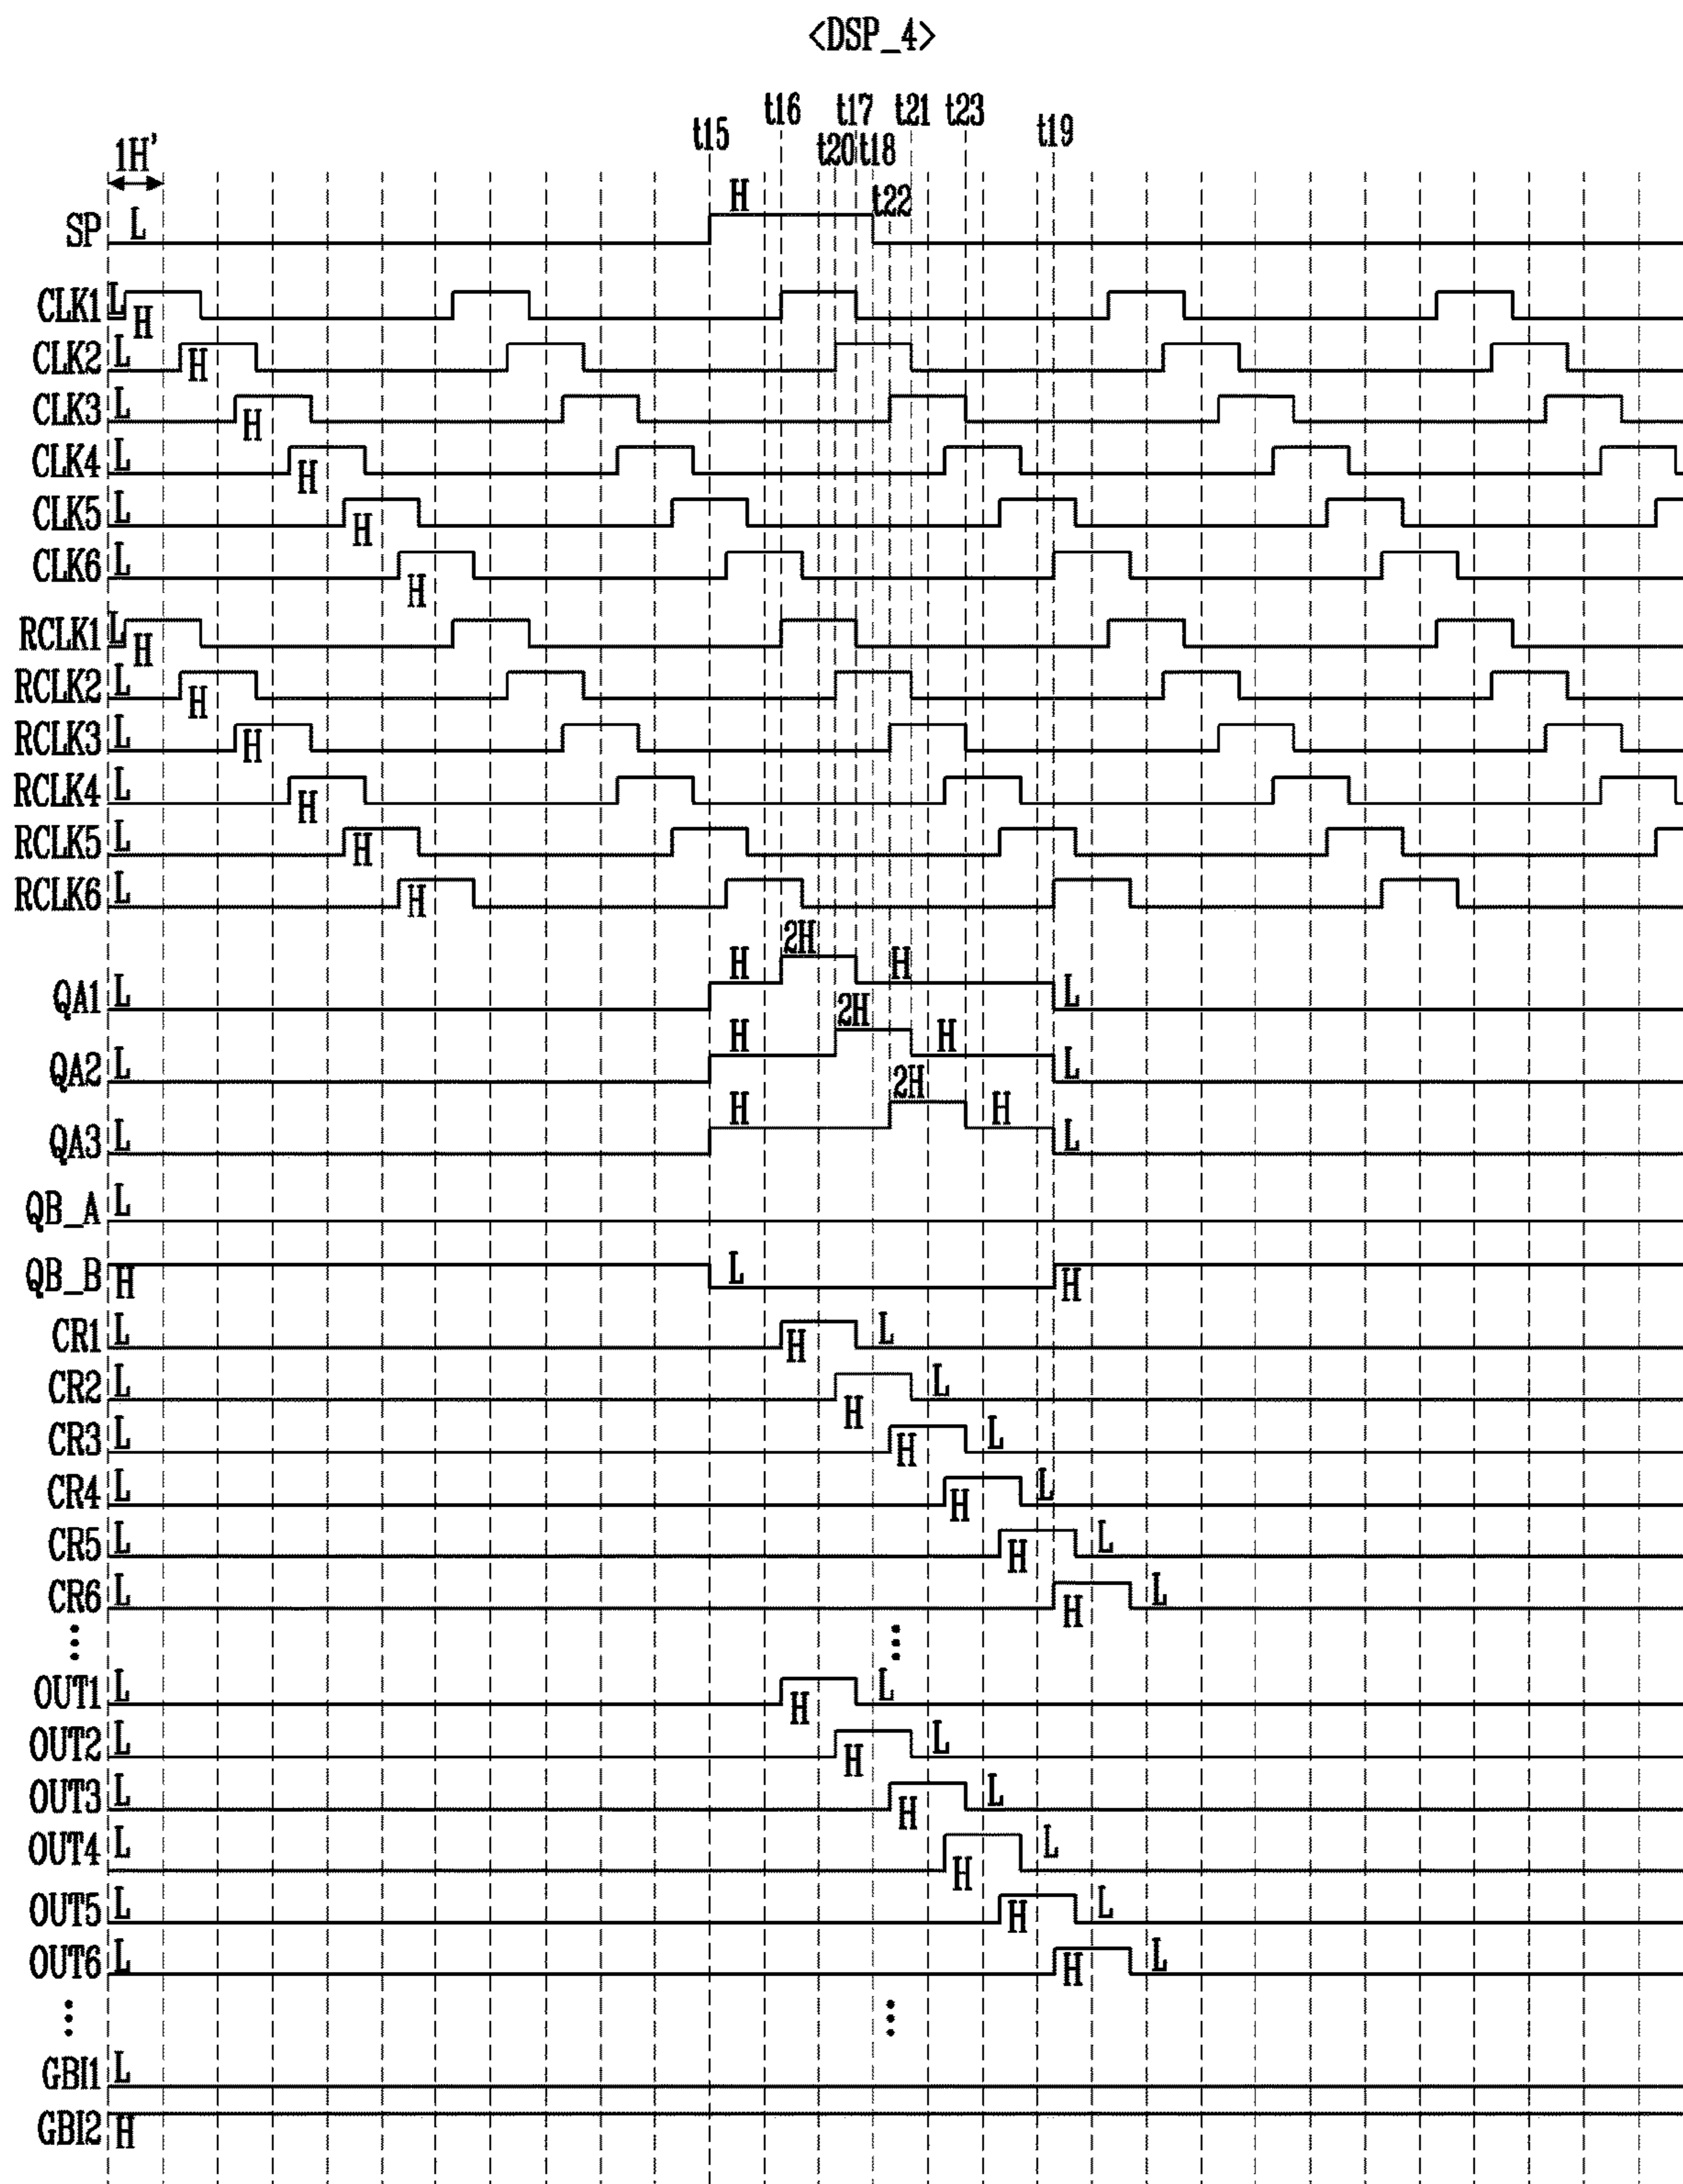 <DSP_4>
t16 t17 t21 t23
t15 t20 t18 t19
1H'
t22
SP L H
CLK1 L H
CLK2 L H
CLK3 L H
CLK4 L H
CLK5 L H
CLK6 L H
RCLK1 L H
RCLK2 L H
RCLK3 L H
RCLK4 L H
RCLK5 L H
RCLK6 L H
QA1 L H 2H H L
QA2 L H 2H H L
QA3 L H 2H H L
QB_A L
QB_B H L H
CR1 L H L
CR2 L H L
CR3 L H L
CR4 L H L
CR5 L H L
CR6 L H L
OUT1 L H L
OUT2 L H L
OUT3 L H L
OUT4 L H L
OUT5 L H L
OUT6 L H L
GBI1 L
GBI2 H